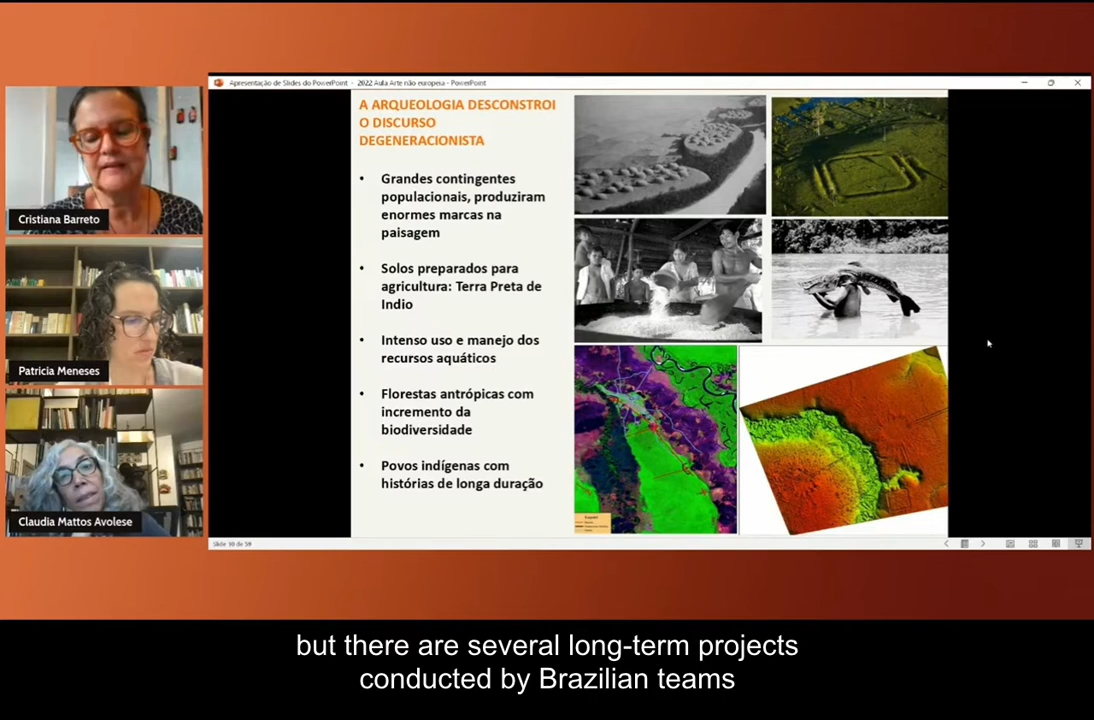 Apresentação de Slides do PowerPoint - 2022 Aula Arte não europeia - PowerPoint
A ARQUEOLOGIA DESCONSTROI
O DISCURSO
DEGENERACIONISTA
• Grandes contingentes
populacionais, produziram
enormes marcas na
paisagem
• Solos preparados para
agricultura: Terra Preta de
Indio
• Intenso uso e manejo dos
recursos aquáticos
• Florestas antrópicas com
incremento da
biodiversidade
• Povos indígenas com
histórias de longa duração
Cristiana Barreto
Patricia Meneses
Claudia Mattos Avolese
but there are several long-term projects
conducted by Brazilian teams